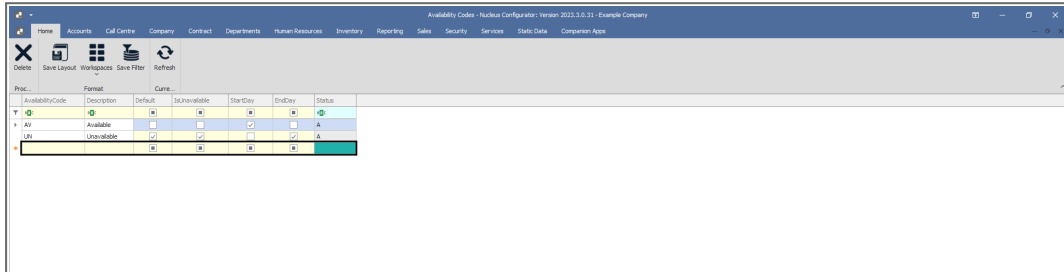 Availability Codes - Nucleus Configurator: Version 2023.3.0.31 - Example Company
Home Accounts Call Centre Company Contract Departments Human Resources Inventory Reporting Sales Security Services Static Data Companion Apps
Delete Save Layout Workspaces Save Filter Refresh
Proc... Format Curre...
AvailabilityCode Description Default IsUnavailable StartDay EndDay Status
AV Available A
UN Unavailable A